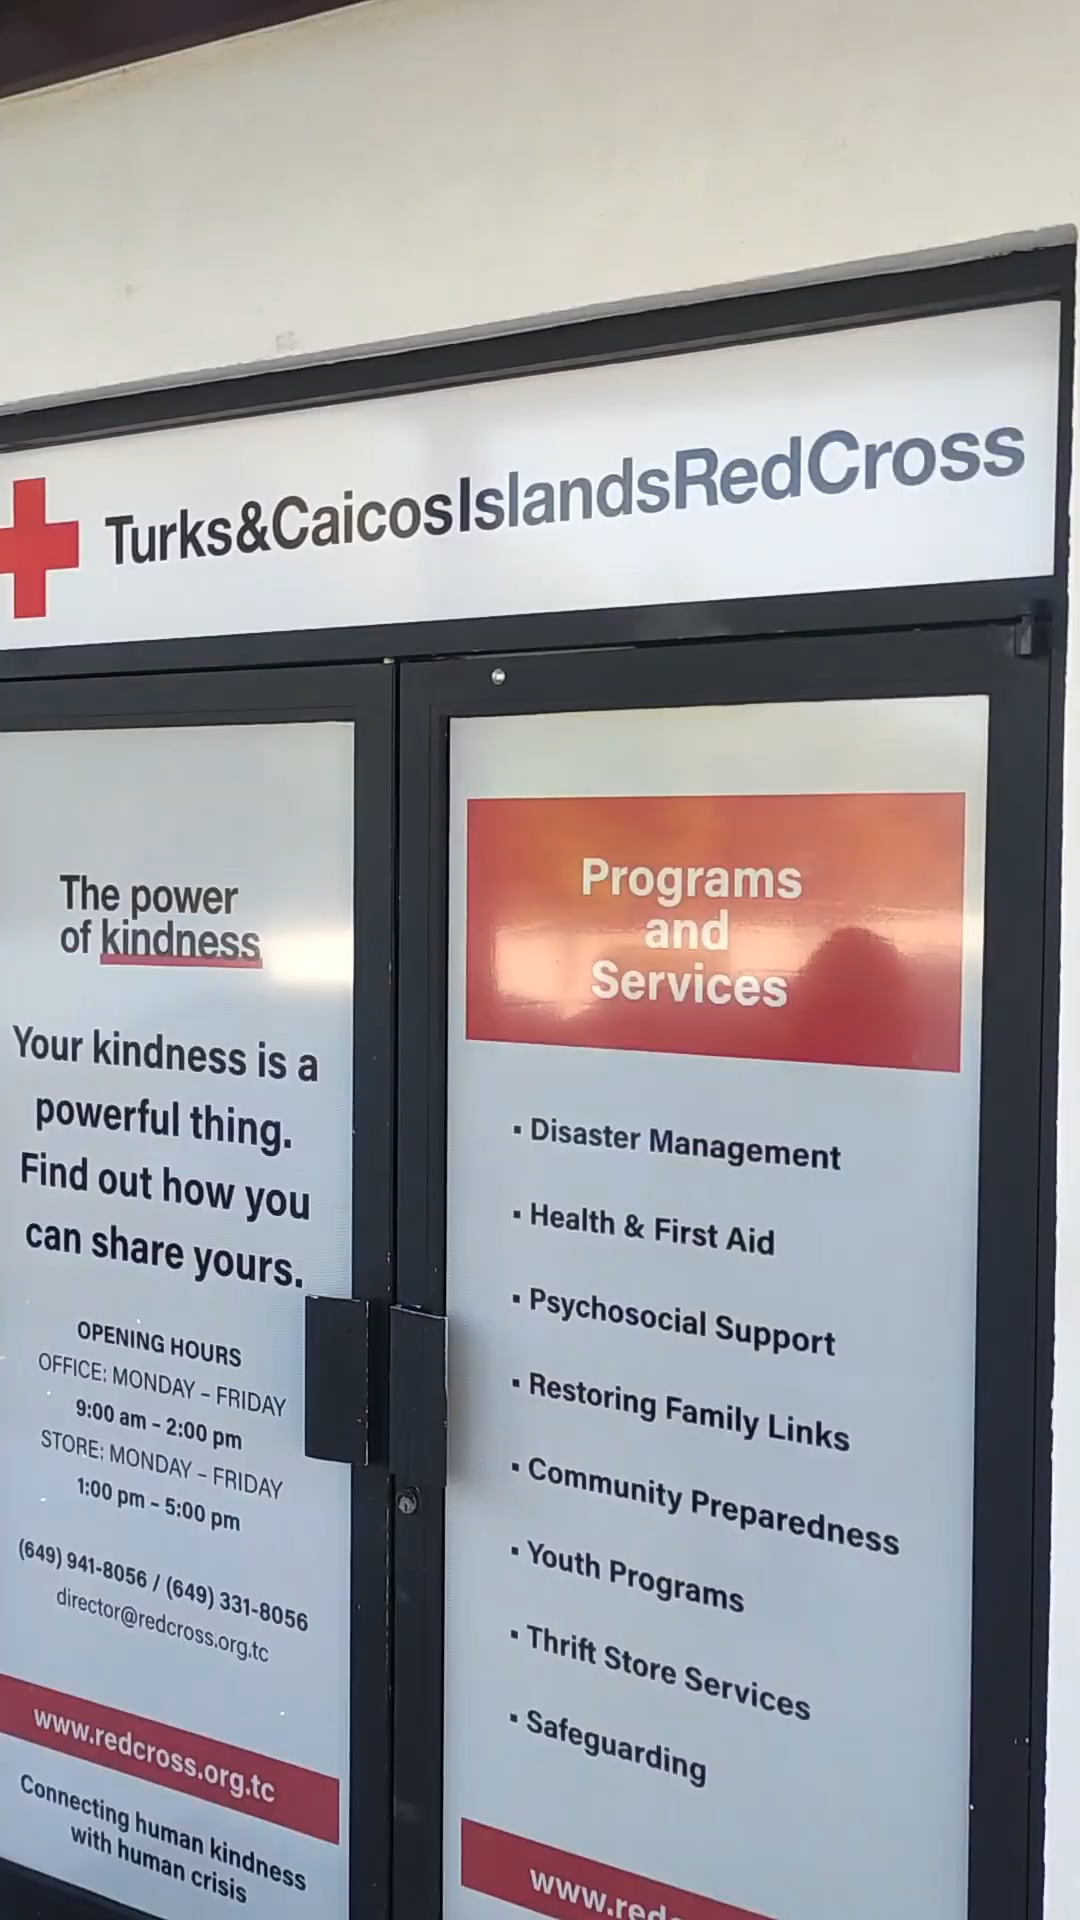 Turks&CaicosIslandsRedCross
The power
of kindness
Your kindness is a
powerful thing.
Find out how you
can share yours.
OPENING HOURS
OFFICE: MONDAY – FRIDAY
9:00 am – 2:00 pm
STORE: MONDAY – FRIDAY
1:00 pm – 5:00 pm
(649) 941-8056 / (649) 331-8056
director@redcross.org.tc
www.redcross.org.tc
Connecting human kindness
with human crisis
Programs
and
Services
▪ Disaster Management
▪ Health & First Aid
▪ Psychosocial Support
▪ Restoring Family Links
▪ Community Preparedness
▪ Youth Programs
▪ Thrift Store Services
▪ Safeguarding